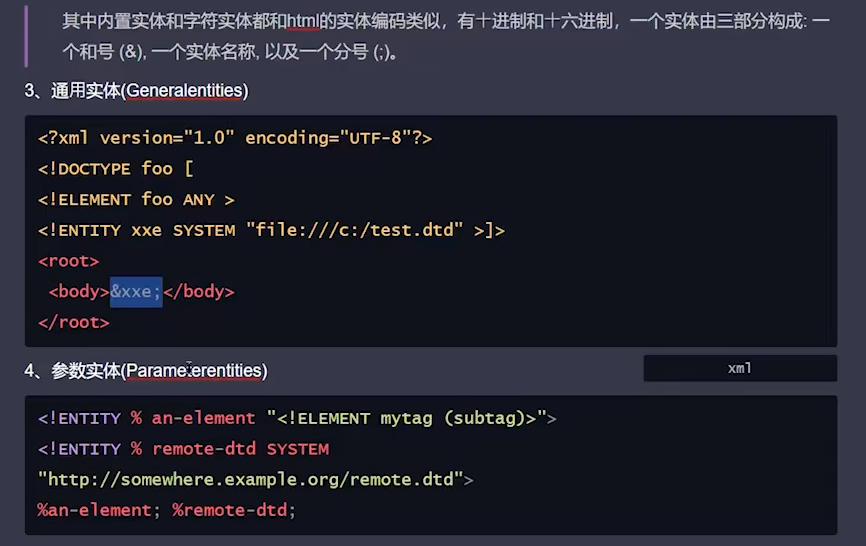 其中内置实体和字符实体都和html的实体编码类似，有十进制和十六进制，一个实体由三部分构成: 一
个和号 (&), 一个实体名称, 以及一个分号 (;)。
3、通用实体(Generalentities)
<?xml version="1.0" encoding="UTF-8"?>
<!DOCTYPE foo [
<!ELEMENT foo ANY >
<!ENTITY xxe SYSTEM "file:///c:/test.dtd" >]>
<root>
<body>&xxe;</body>
</root>
4、参数实体(Parameterentities)
xml
<!ENTITY % an-element "<!ELEMENT mytag (subtag)>">
<!ENTITY % remote-dtd SYSTEM
"http://somewhere.example.org/remote.dtd">
%an-element; %remote-dtd;